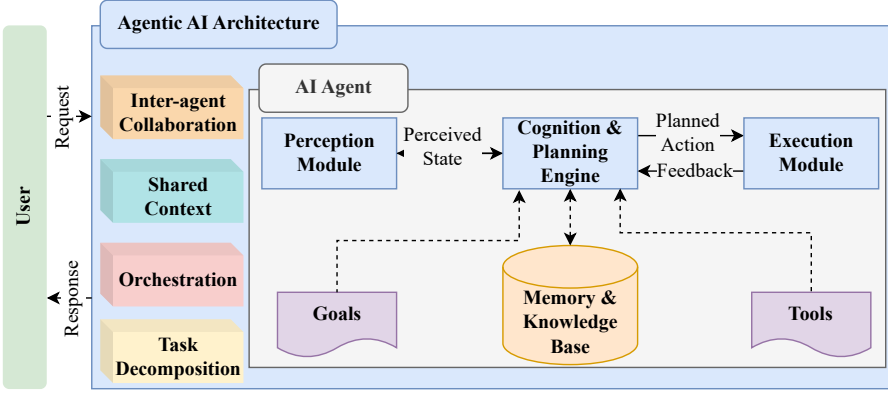 Agentic AI Architecture
User
Request
Response
Inter-agent
Collaboration
Shared
Context
Orchestration
Task
Decomposition
AI Agent
Perception
Module
Perceived
State
Cognition &
Planning
Engine
Planned
Action
Feedback
Execution
Module
Goals
Memory &
Knowledge
Base
Tools